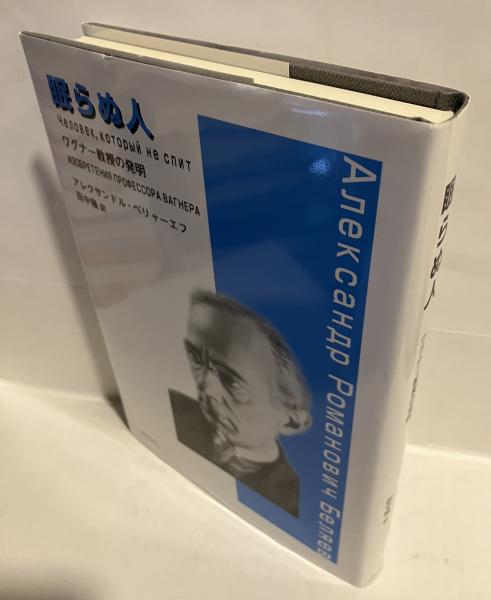 眠らぬ人
Человек, который не спит
ワグナー教授の発明
ИЗОБРЕТЕНИЯ ПРОФЕССОРА ВАГНЕРА
アレクサンドル・ベリャーエフ
田中隆 訳
Александр Романович Беляев
眠らぬ人